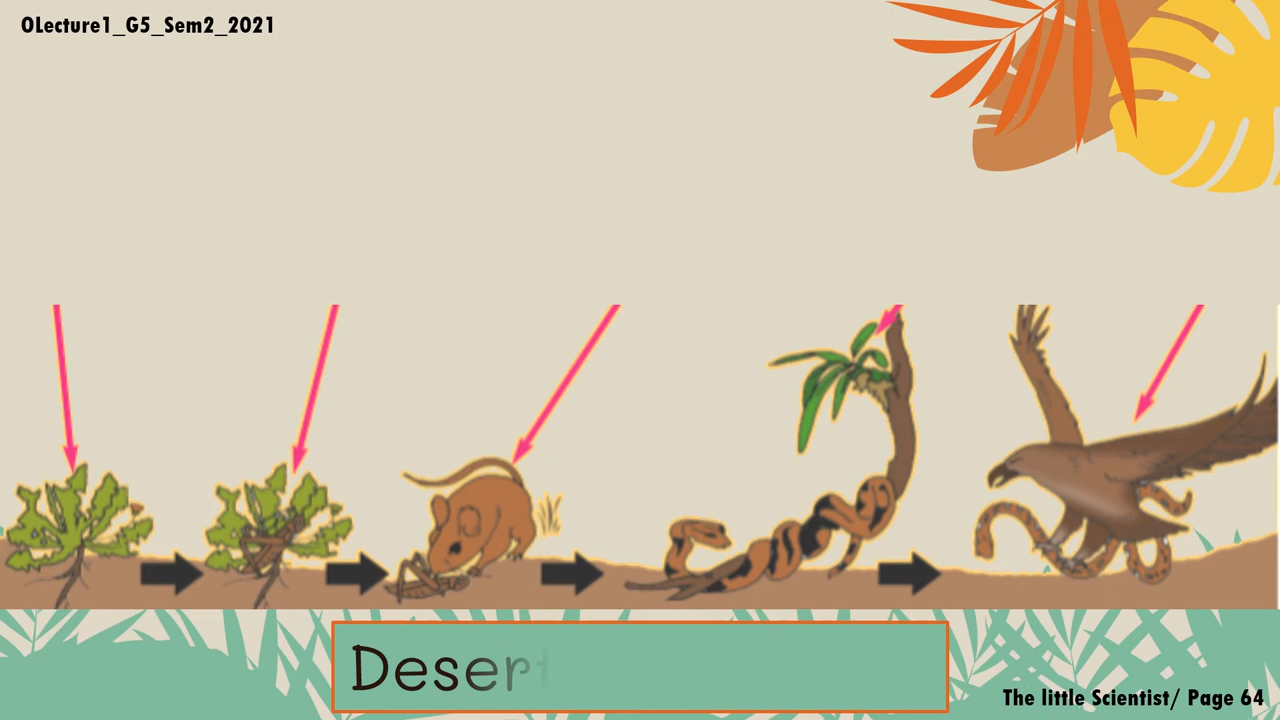 OLecture1_G5_Sem2_2021
Deser
The little Scientist/ Page 64